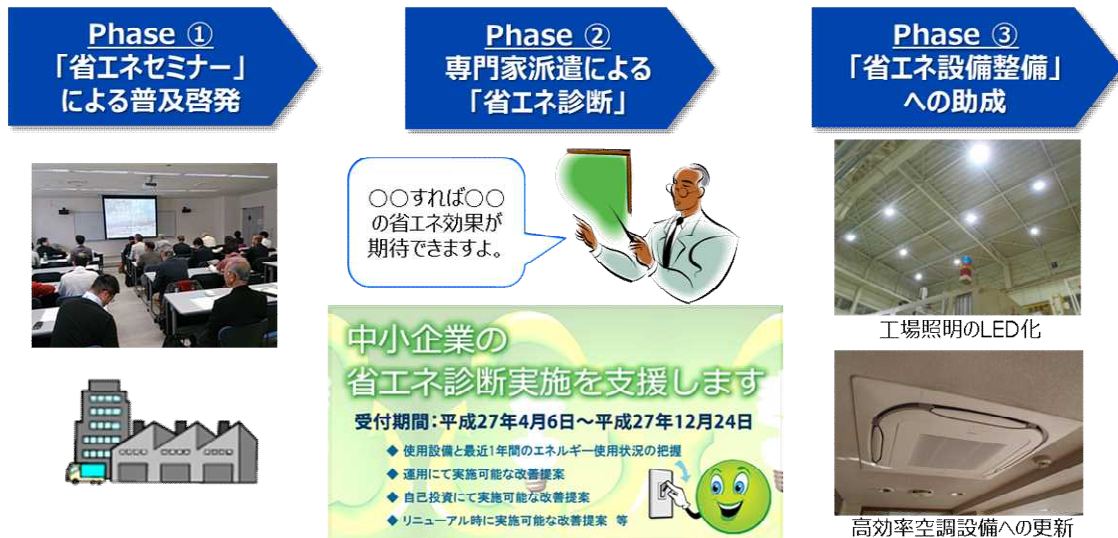 Phase ①
「省エネセミナー」
による普及啓発
Phase ②
専門家派遣による
「省エネ診断」
Phase ③
「省エネ設備整備」
への助成
○○すれば○○
の省エネ効果が
期待できますよ。
中小企業の
省エネ診断実施を支援します
受付期間：平成27年4月6日～平成27年12月24日
◆ 使用設備と最近1年間のエネルギー使用状況の把握
◆ 運用にて実施可能な改善提案
◆ 自己投資にて実施可能な改善提案
◆ リニューアル時に実施可能な改善提案 等
工場照明のLED化
高効率空調設備への更新